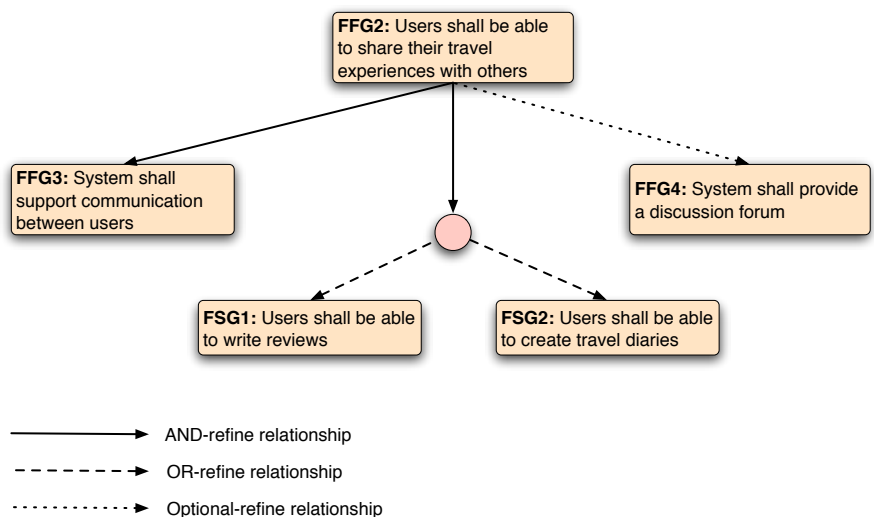 FFG2: Users shall be able
to share their travel
experiences with others
FFG3: System shall
support communication
between users
FFG4: System shall provide
a discussion forum
FSG1: Users shall be able
to write reviews
FSG2: Users shall be able
to create travel diaries
AND-refine relationship
OR-refine relationship
Optional-refine relationship